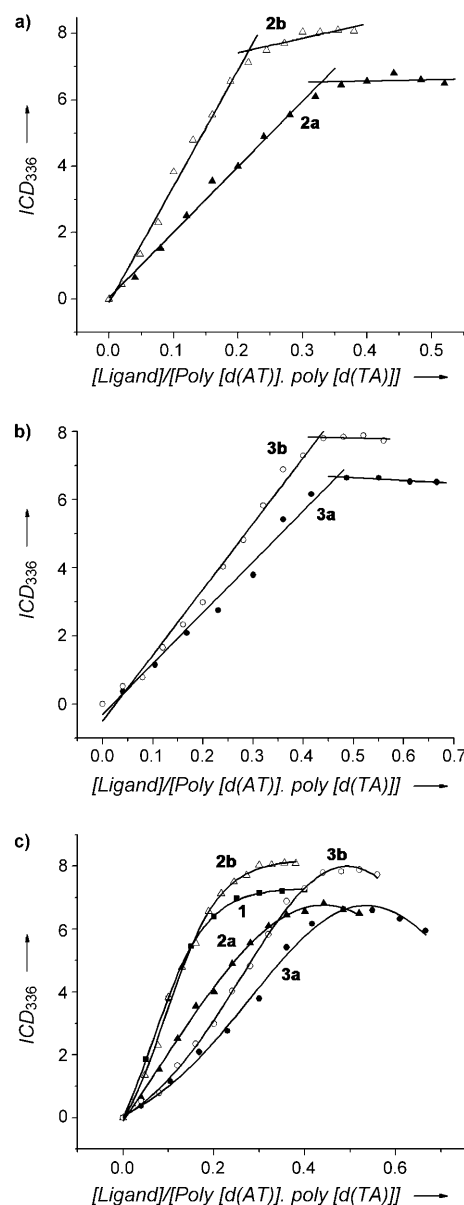 a)
2b
2a
ICD336
8
6
4
2
0
0.0 0.1 0.2 0.3 0.4 0.5
[Ligand]/[Poly [d(AT)]. poly [d(TA)]]
b)
3b
3a
ICD336
8
6
4
2
0
0.0 0.1 0.2 0.3 0.4 0.5 0.6 0.7
[Ligand]/[Poly [d(AT)]. poly [d(TA)]]
c)
2b
3b
1
2a
3a
ICD336
8
6
4
2
0
0.0 0.2 0.4 0.6
[Ligand]/[Poly [d(AT)]. poly [d(TA)]]